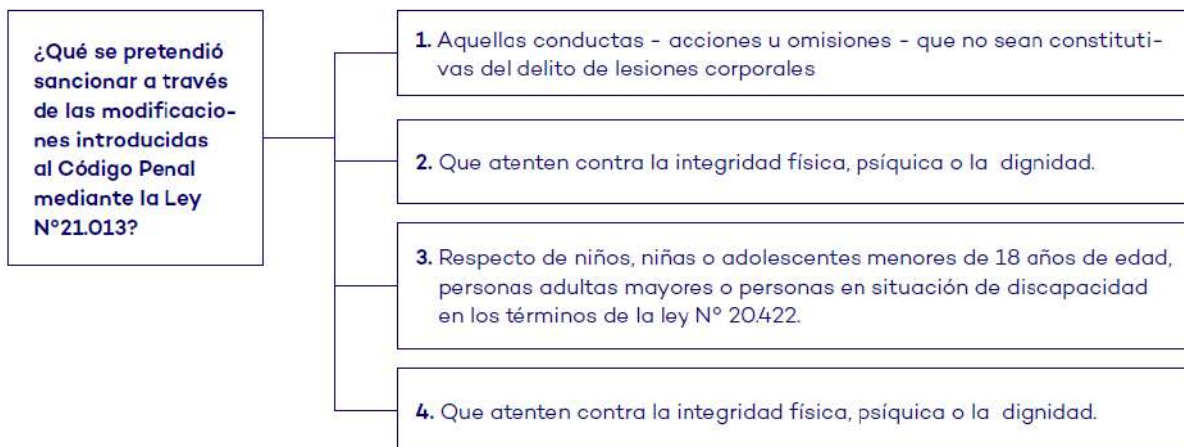 ¿Qué se pretendió
sancionar a través
de las modificacio-
nes introducidas
al Código Penal
mediante la Ley
N°21.013?
1. Aquellas conductas - acciones u omisiones - que no sean constituti-
vas del delito de lesiones corporales
2. Que atenten contra la integridad física, psíquica o la dignidad.
3. Respecto de niños, niñas o adolescentes menores de 18 años de edad,
personas adultas mayores o personas en situación de discapacidad
en los términos de la ley N° 20.422.
4. Que atenten contra la integridad física, psíquica o la dignidad.